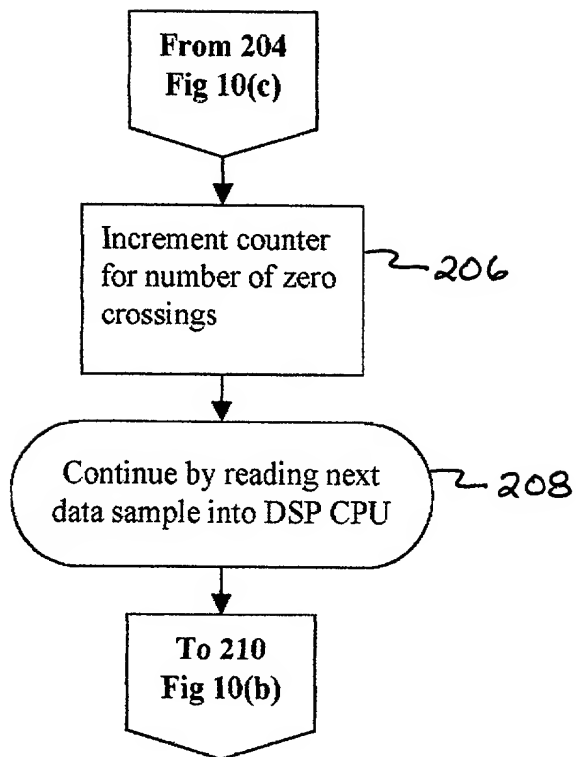 From 204
Fig 10(c)
Increment counter
for number of zero
crossings
206
Continue by reading next
data sample into DSP CPU
208
To 210
Fig 10(b)